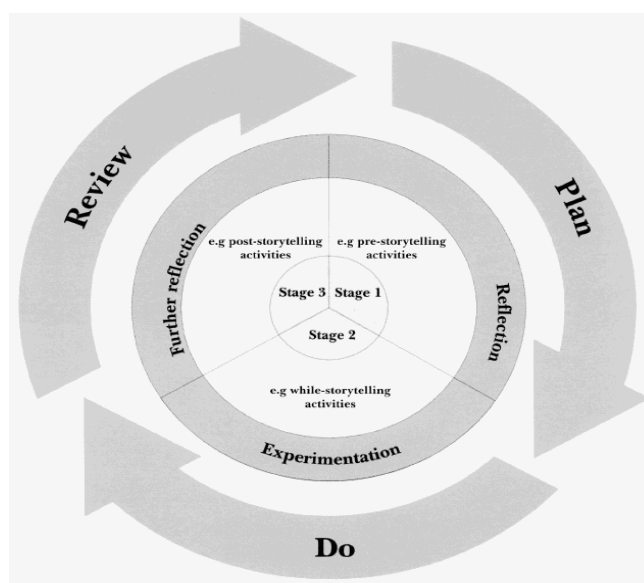 Review
Plan
Further reflection
Reflection
e.g post-storytelling
activities
e.g pre-storytelling
activities
Stage 3
Stage 1
Stage 2
e.g while-storytelling
activities
Experimentation
Do